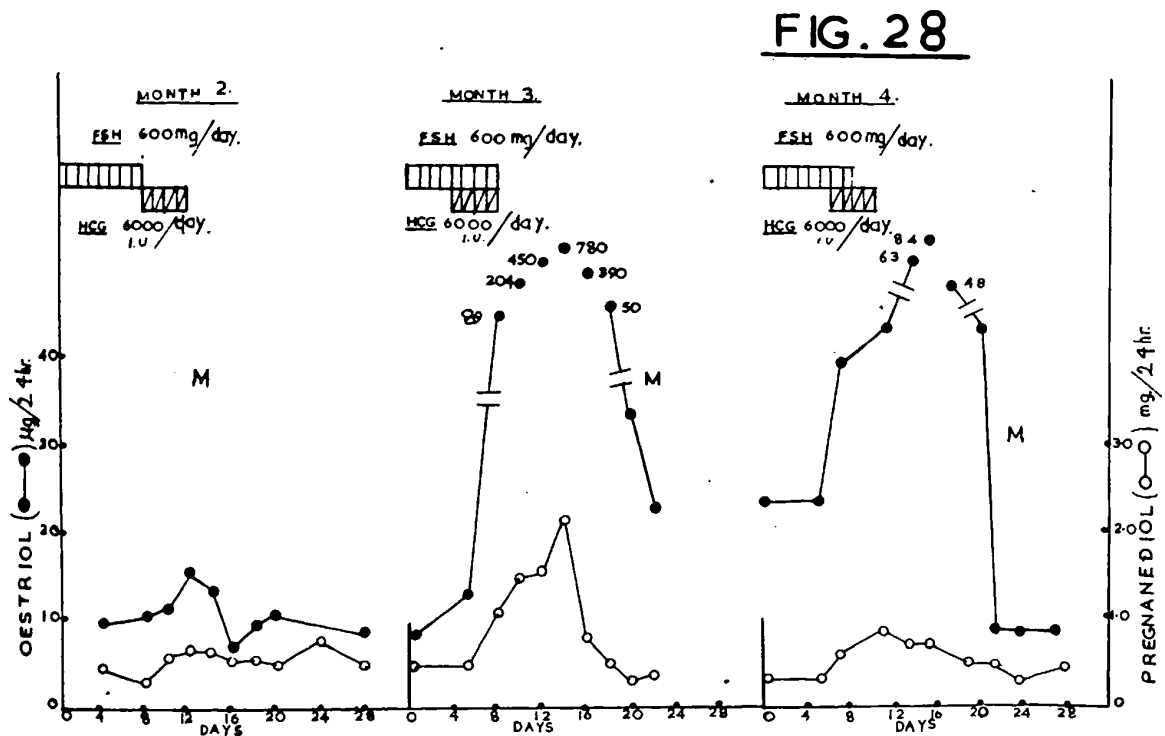 FIG. 28
MONTH 2.
FSH 600mg/day.
HCG 6000 I.U./day.
M
MONTH 3.
FSH 600 mg/day.
HCG 6000 I.U./day.
89
204
450
780
390
50
M
MONTH 4.
FSH 600mg/day.
HCG 6000 IU/day.
63
84
48
M
OESTRIOL (●—●) µg/24hr.
40
30
20
10
0
PREGNANEDIOL (○—○) mg/24hr.
3.0
2.0
1.0
0
0 4 8 12 16 20 24 28
DAYS
0 4 8 12 16 20 24 28
DAYS
0 4 8 12 16 20 24 28
DAYS